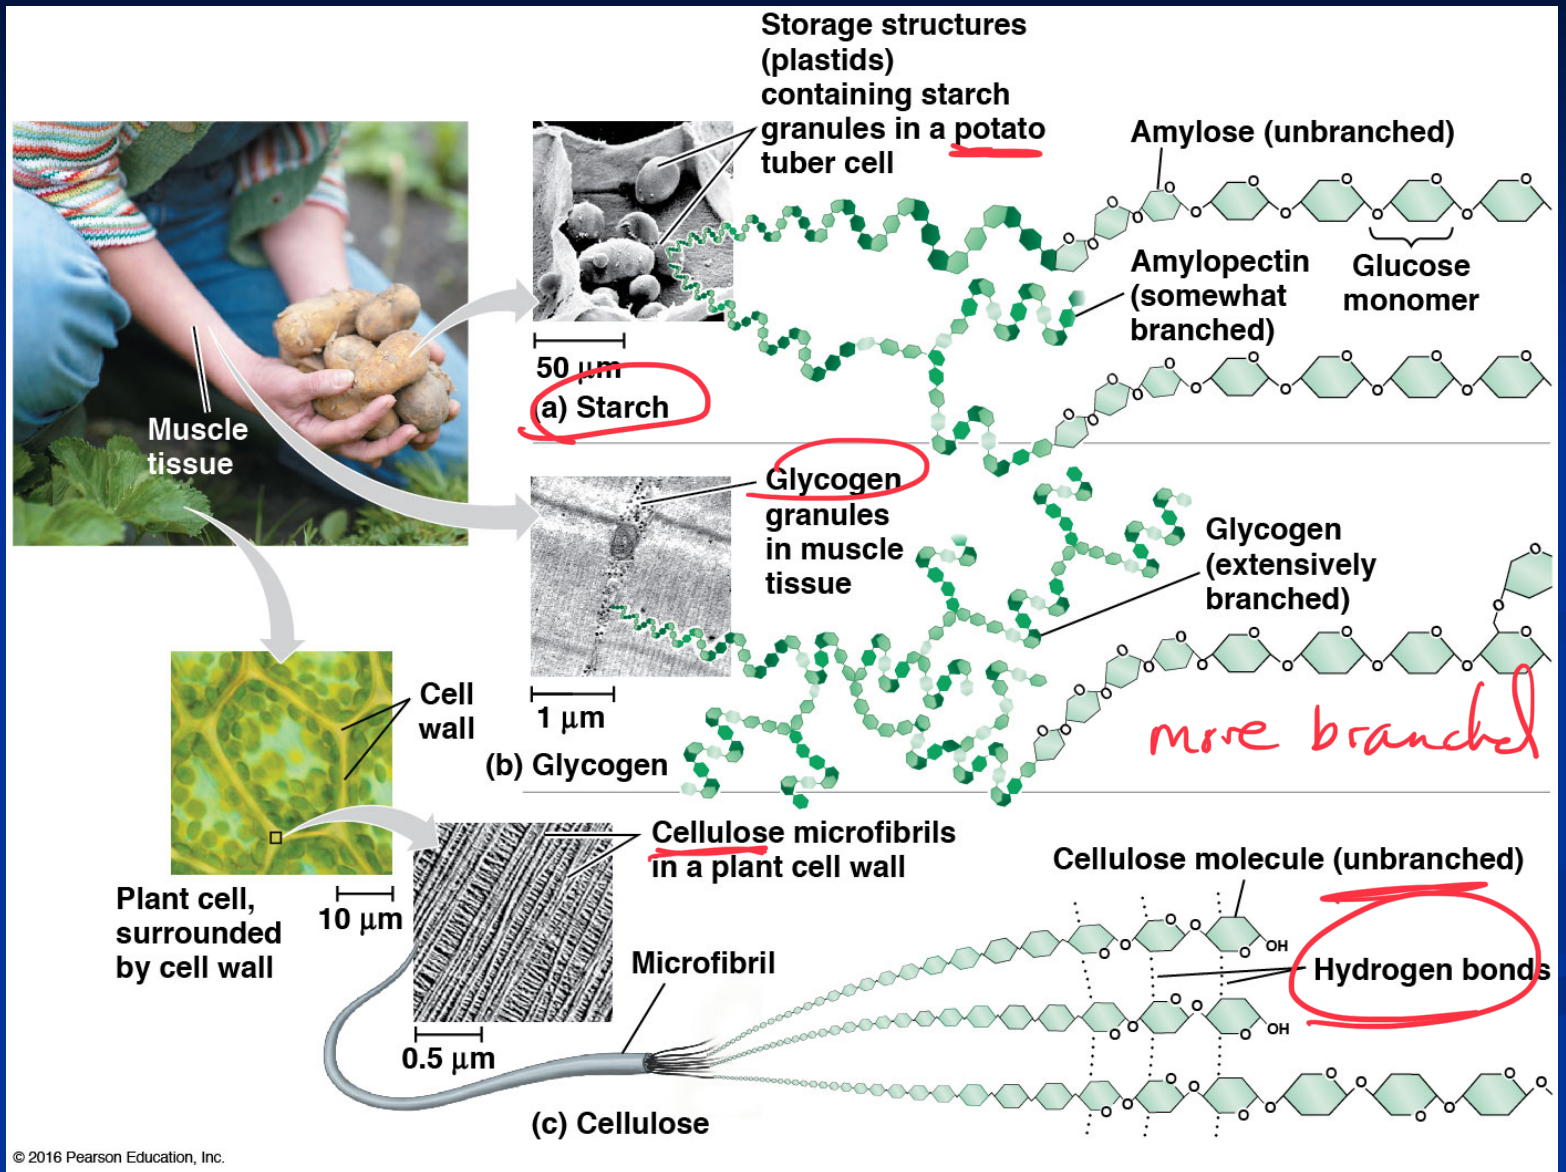 Storage structures
(plastids)
containing starch
granules in a potato
tuber cell
Amylose (unbranched)
Amylopectin
(somewhat
branched)
Glucose
monomer
50 μm
(a) Starch
Muscle
tissue
Glycogen
granules
in muscle
tissue
Glycogen
(extensively
branched)
1 μm
(b) Glycogen
more branched
Cell
wall
Plant cell,
surrounded
by cell wall
10 μm
Cellulose microfibrils
in a plant cell wall
Cellulose molecule (unbranched)
Microfibril
Hydrogen bonds
OH
OH
0.5 μm
(c) Cellulose
© 2016 Pearson Education, Inc.